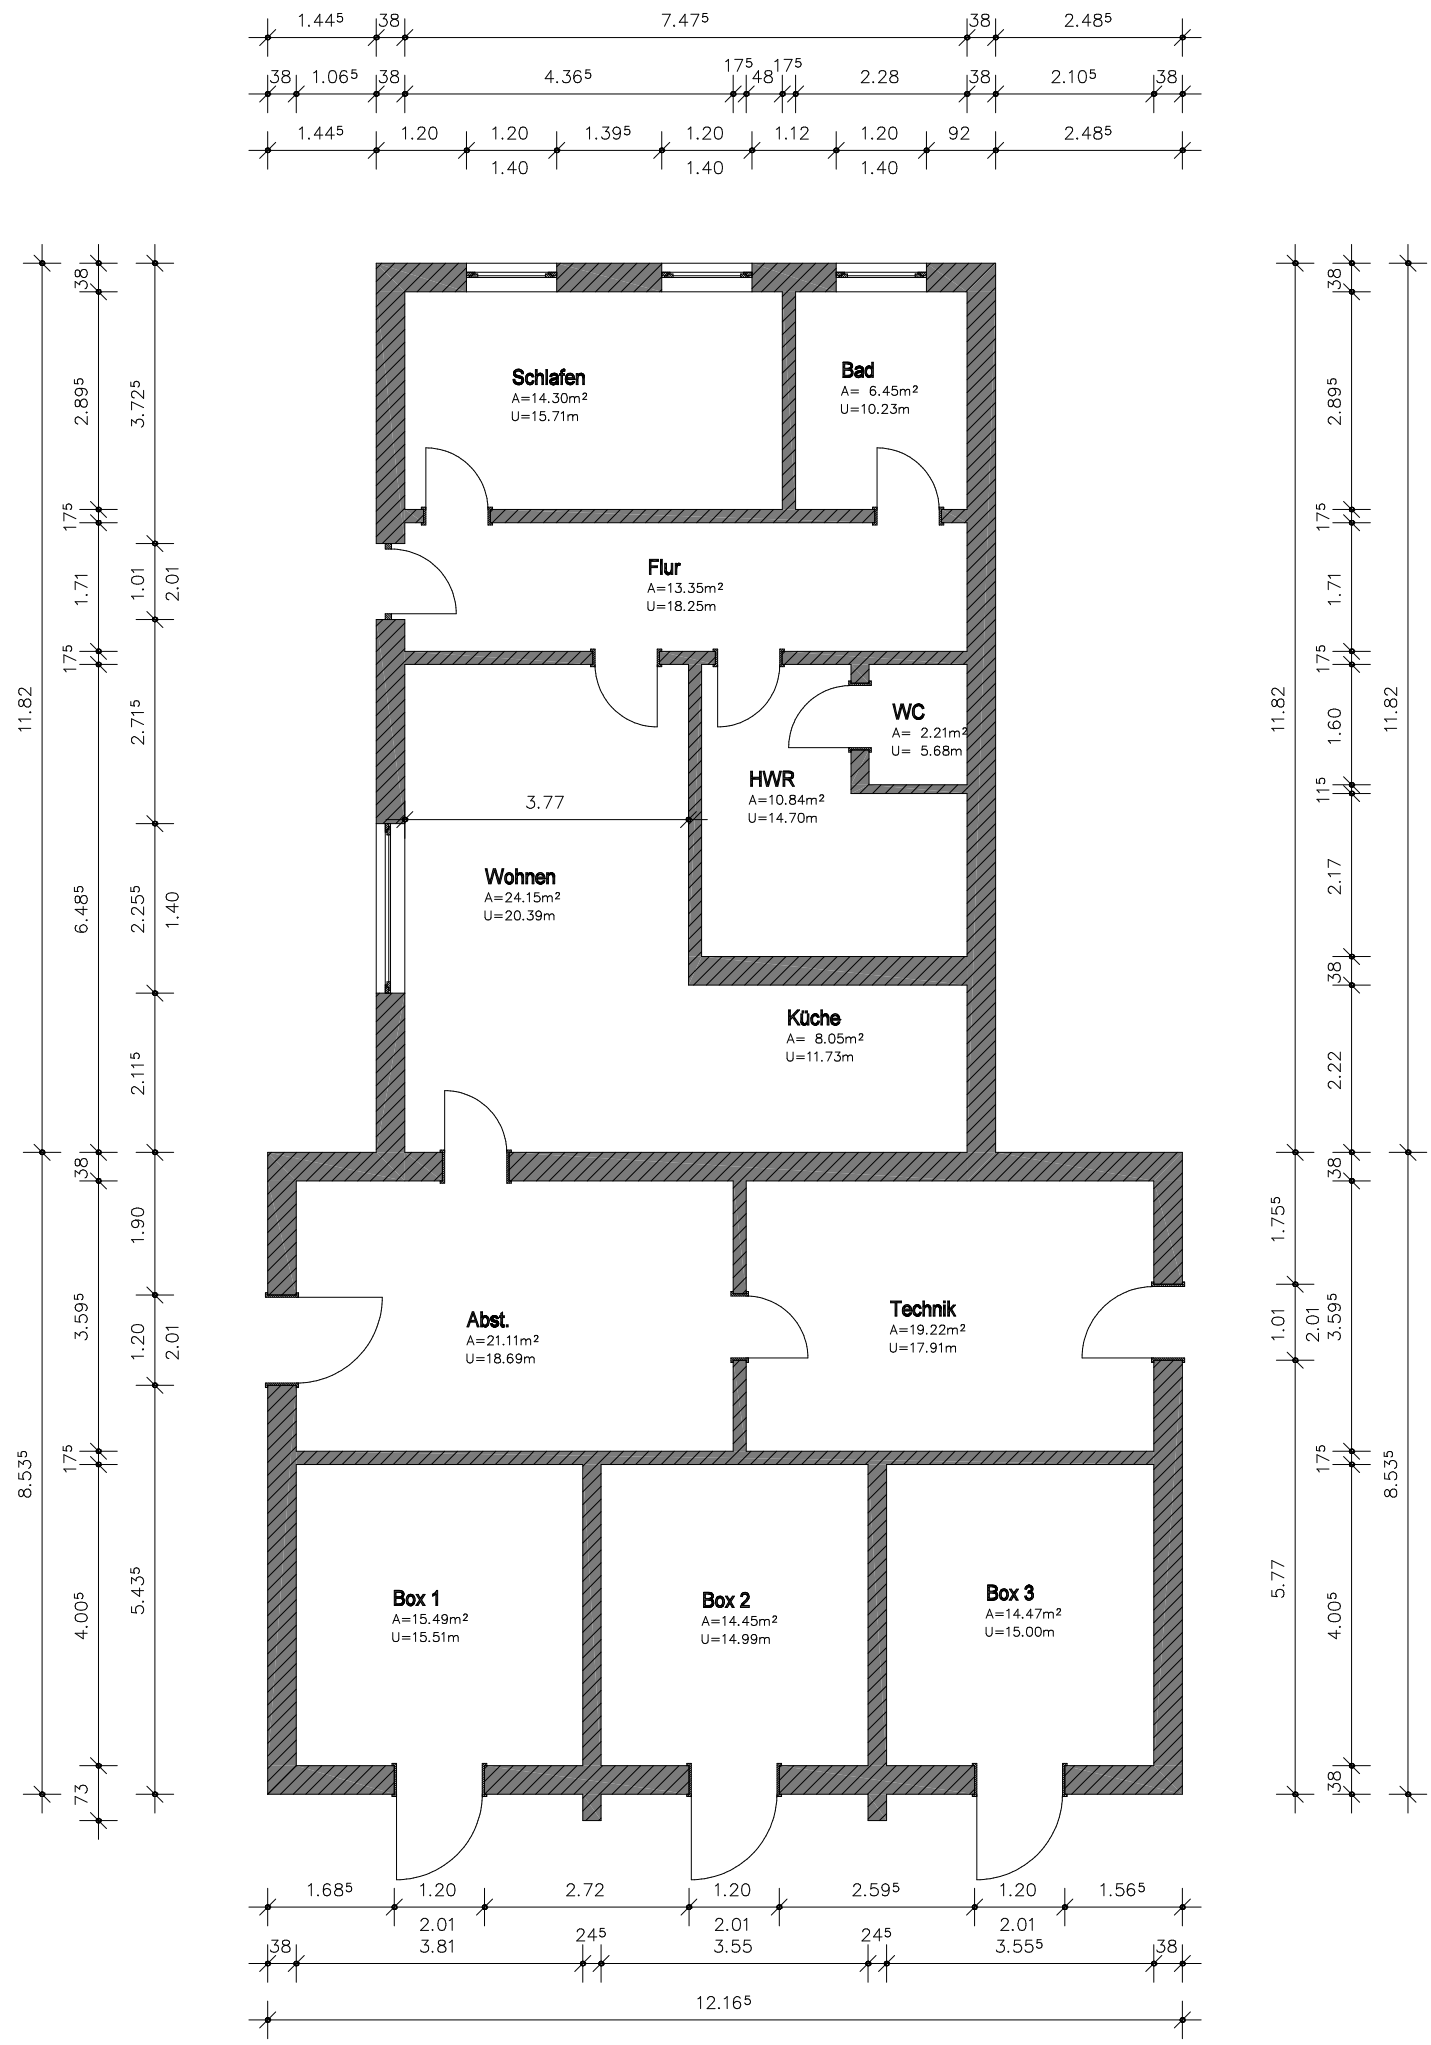 1.44⁵ 38 7.47⁵ 38 2.48⁵
38 1.06⁵ 38 4.36⁵ 17⁵ 48 17⁵ 2.28 38 2.10⁵ 38
1.44⁵ 1.20 1.20 1.39⁵ 1.20 1.12 1.20 92 2.48⁵
1.40 1.40 1.40
11.82
8.53⁵
38
2.89⁵
17⁵
1.71
17⁵
6.48⁵
38
3.59⁵
17⁵
4.00⁵
73
3.72⁵
1.01
2.01
2.71⁵
2.25⁵
1.40
2.11⁵
1.90
1.20
2.01
5.43⁵
Schlafen
A=14.30m²
U=15.71m
Bad
A= 6.45m²
U=10.23m
Flur
A=13.35m²
U=18.25m
WC
A= 2.21m²
U= 5.68m
HWR
A=10.84m²
U=14.70m
3.77
Wohnen
A=24.15m²
U=20.39m
Küche
A= 8.05m²
U=11.73m
Abst.
A=21.11m²
U=18.69m
Technik
A=19.22m²
U=17.91m
Box 1
A=15.49m²
U=15.51m
Box 2
A=14.45m²
U=14.99m
Box 3
A=14.47m²
U=15.00m
11.82
1.75⁵
1.01
2.01
5.77
38
2.89⁵
17⁵
1.71
17⁵
1.60
11⁵
2.17
38
2.22
38
3.59⁵
17⁵
4.00⁵
38
11.82
8.53⁵
1.68⁵ 1.20 2.72 1.20 2.59⁵ 1.20 1.56⁵
2.01 2.01 2.01
38 3.81 24⁵ 3.55 24⁵ 3.55⁵ 38
12.16⁵